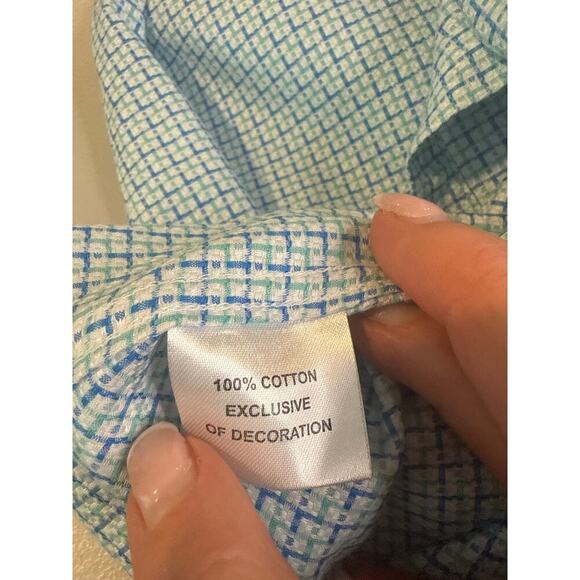 100% COTTON
EXCLUSIVE
OF DECORATION